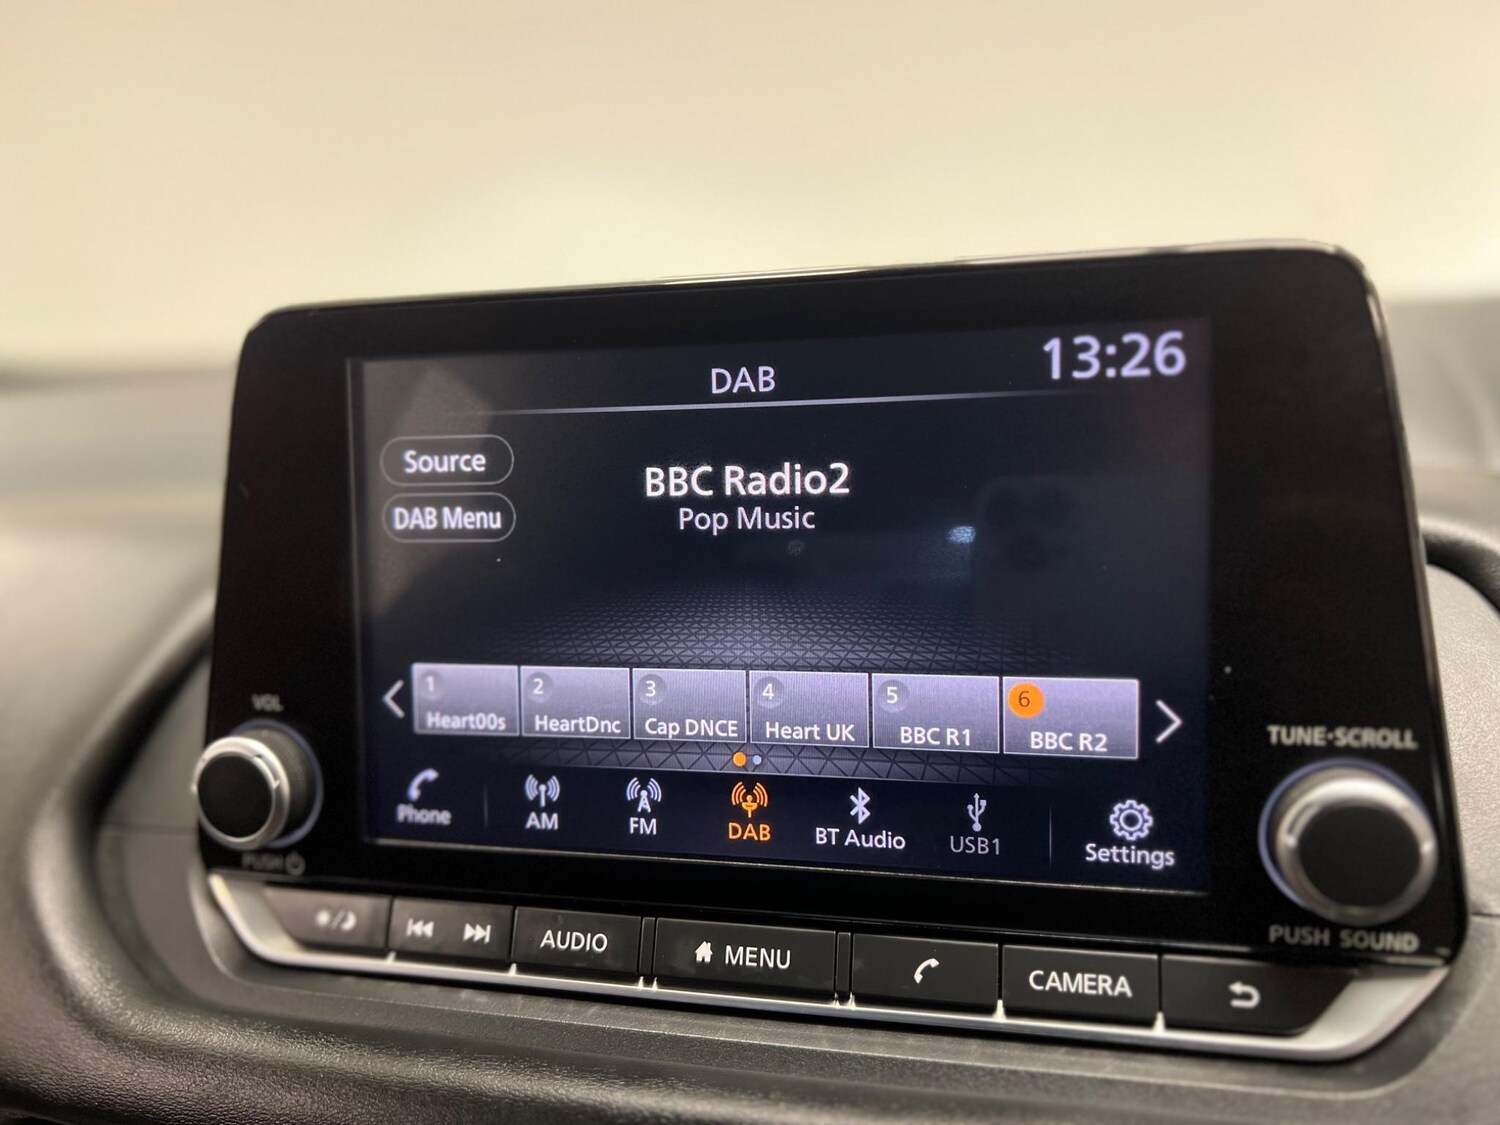 DAB
13:26
Source
BBC Radio2
DAB Menu
Pop Music
1
Heart00s
2
HeartDnc
3
Cap DNCE
4
Heart UK
5
BBC R1
6
BBC R2
VOL
TUNE·SCROLL
Phone
AM
FM
DAB
BT Audio
USB1
Settings
PUSH
PUSH SOUND
AUDIO
MENU
CAMERA